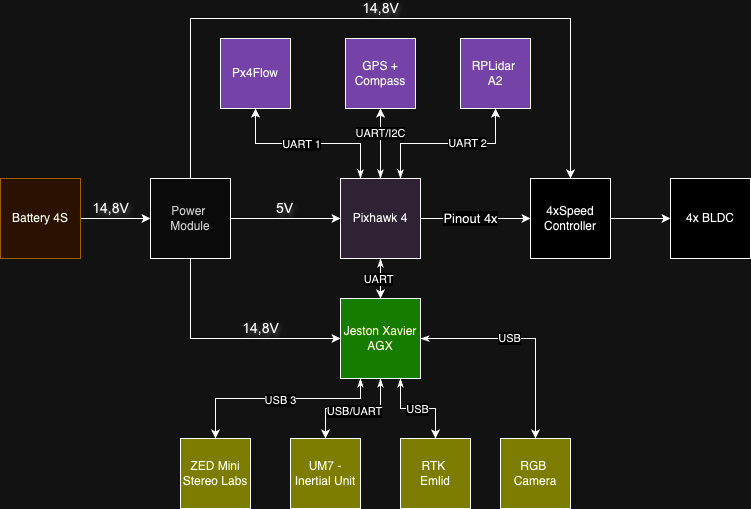 14,8V
Px4Flow
GPS +
Compass
RPLidar
A2
UART 1
UART/I2C
UART 2
Battery 4S
14,8V
Power
Module
5V
Pixhawk 4
Pinout 4x
4xSpeed
Controller
4x BLDC
UART
14,8V
Jeston Xavier
AGX
USB
USB 3
USB/UART
USB
ZED Mini
Stereo Labs
UM7 -
Inertial Unit
RTK
Emlid
RGB
Camera